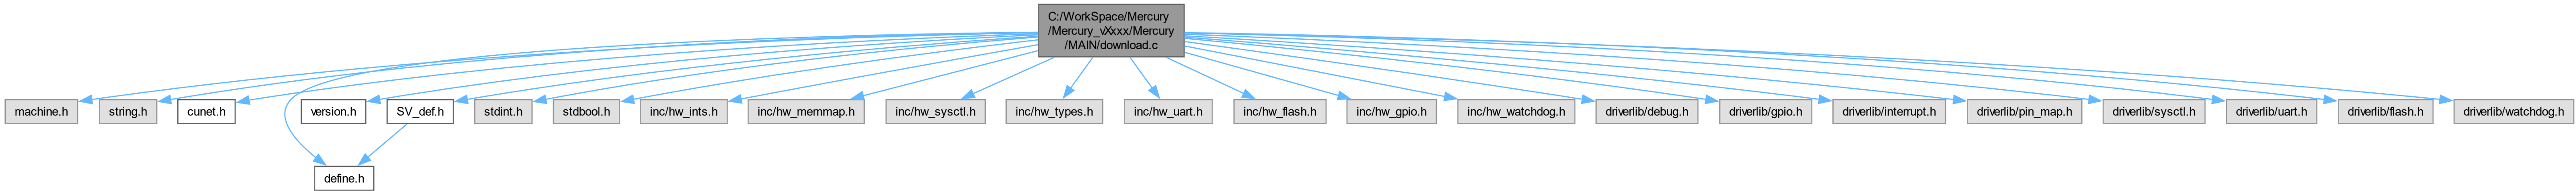 C:/WorkSpace/Mercury
/Mercury_vXxxx/Mercury
/MAIN/download.c
machine.h
string.h
cunet.h
version.h
SV_def.h
stdint.h
stdbool.h
inc/hw_ints.h
inc/hw_memmap.h
inc/hw_sysctl.h
inc/hw_types.h
inc/hw_uart.h
inc/hw_flash.h
inc/hw_gpio.h
inc/hw_watchdog.h
driverlib/debug.h
driverlib/gpio.h
driverlib/interrupt.h
driverlib/pin_map.h
driverlib/sysctl.h
driverlib/uart.h
driverlib/flash.h
driverlib/watchdog.h
define.h